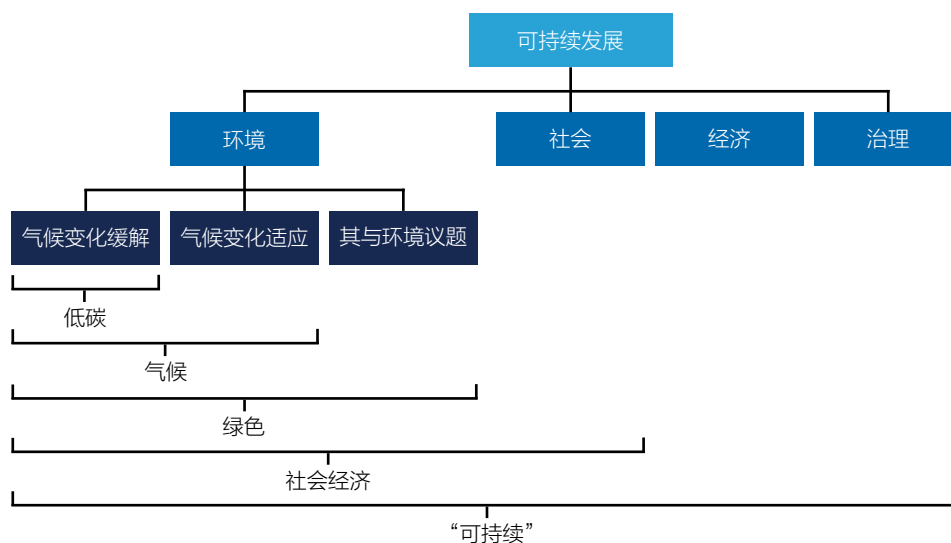 可持续发展
环境
社会
经济
治理
气候变化缓解
气候变化适应
其与环境议题
低碳
气候
绿色
社会经济
“可持续”